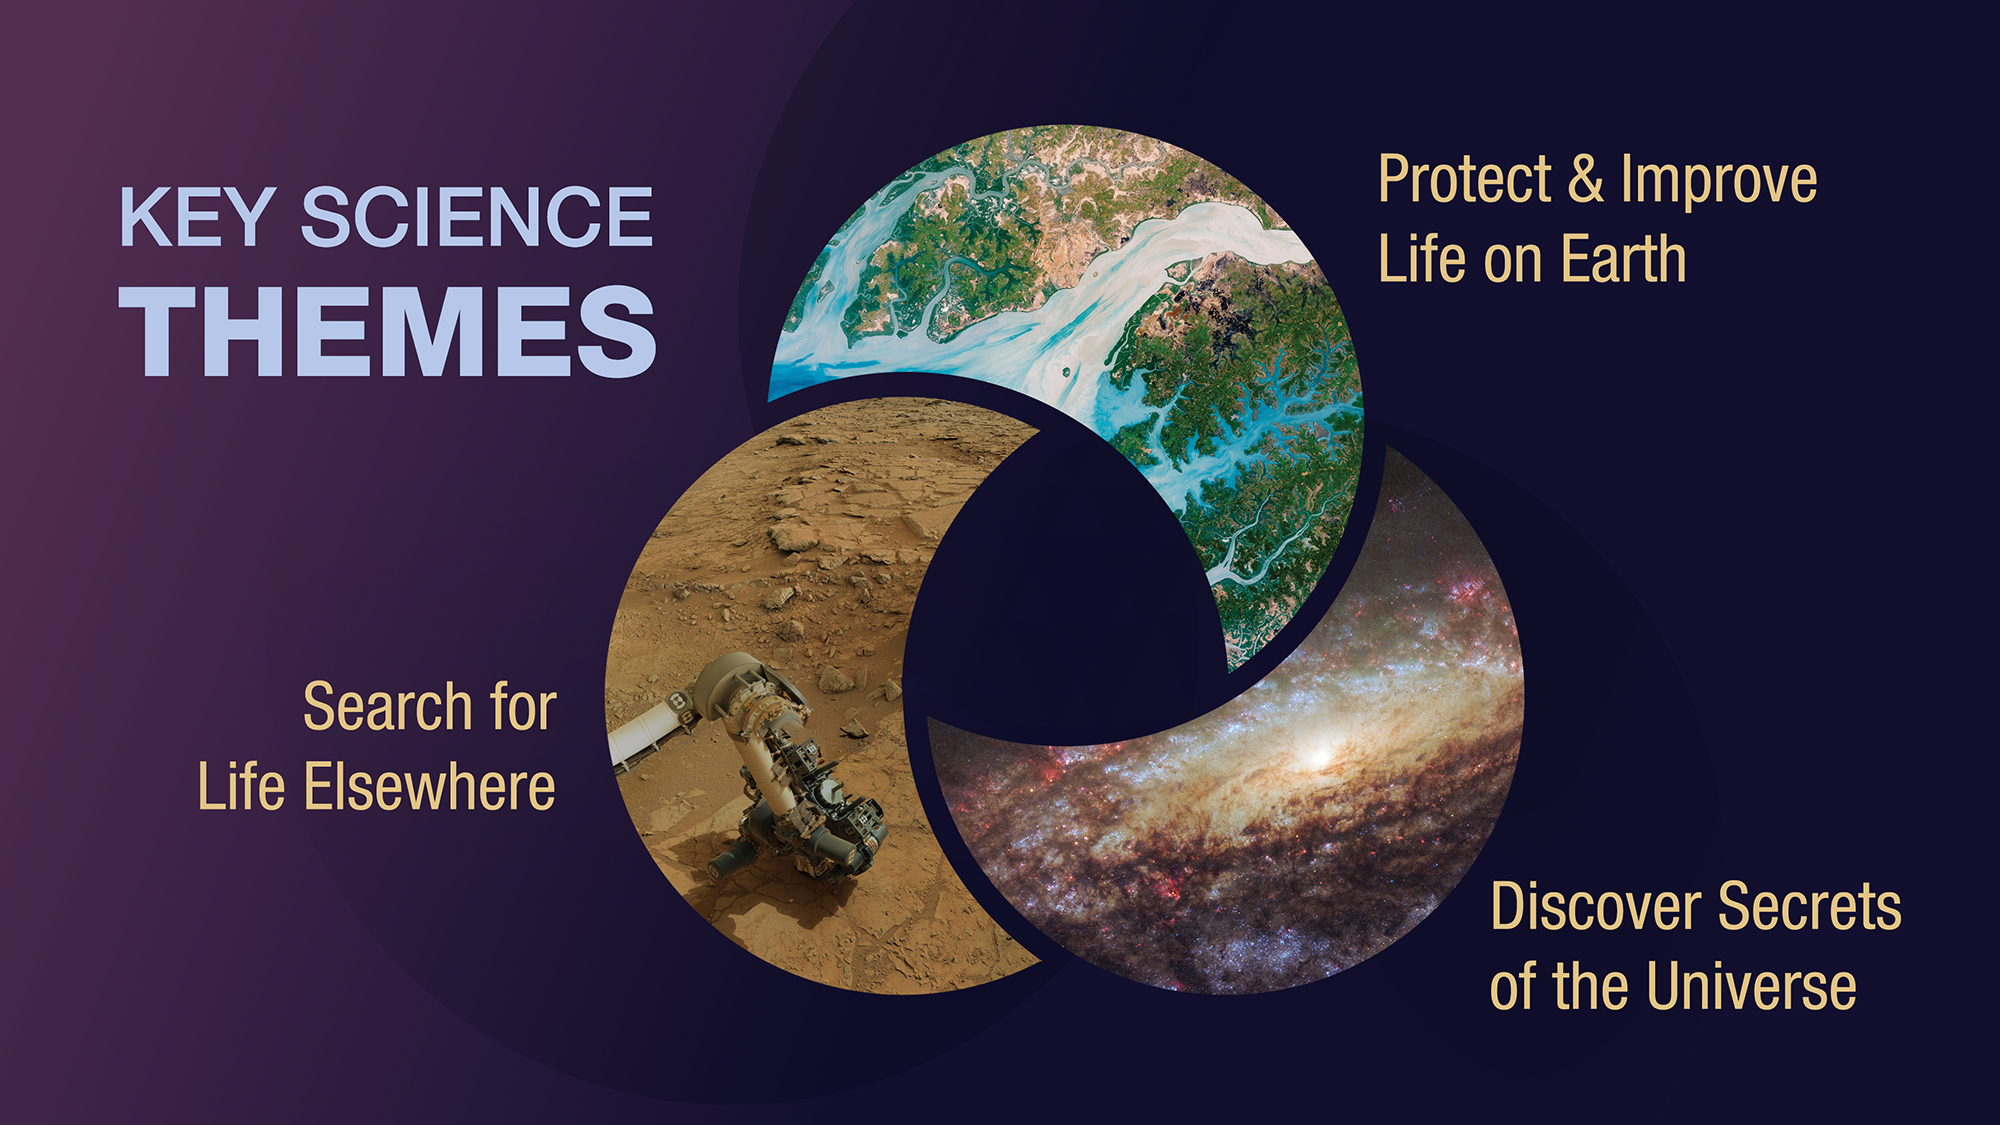 KEY SCIENCE
THEMES
Protect & Improve
Life on Earth
Search for
Life Elsewhere
Discover Secrets
of the Universe